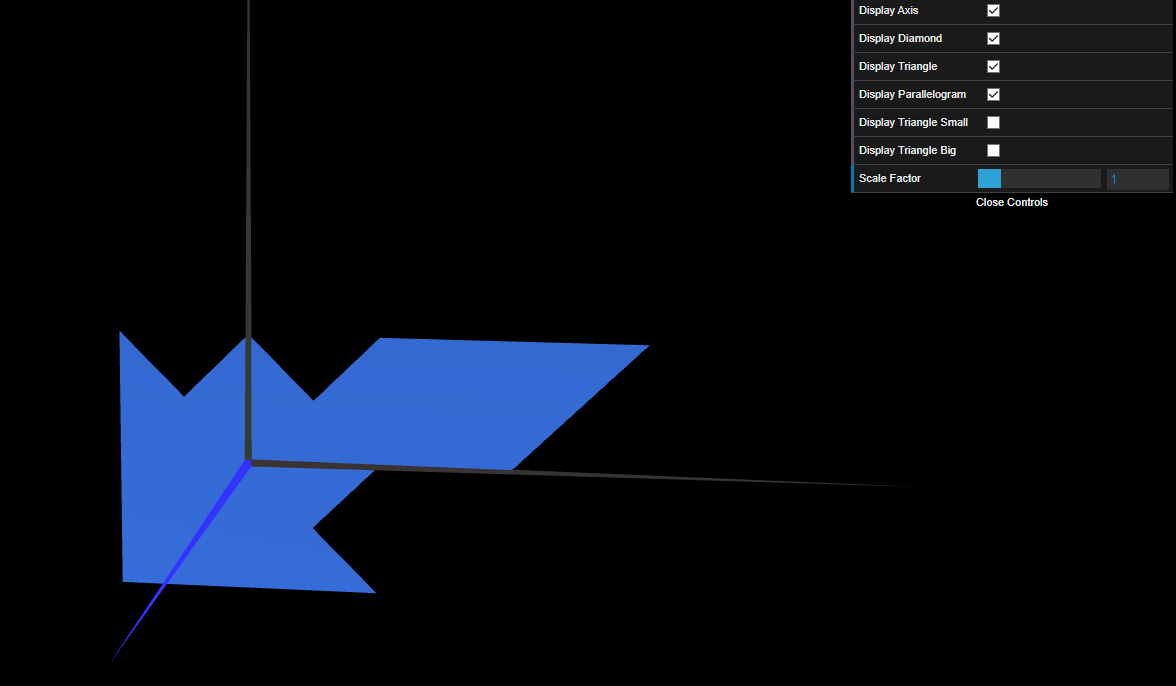 Display Axis
Display Diamond
Display Triangle
Display Parallelogram
Display Triangle Small
Display Triangle Big
Scale Factor 1
Close Controls